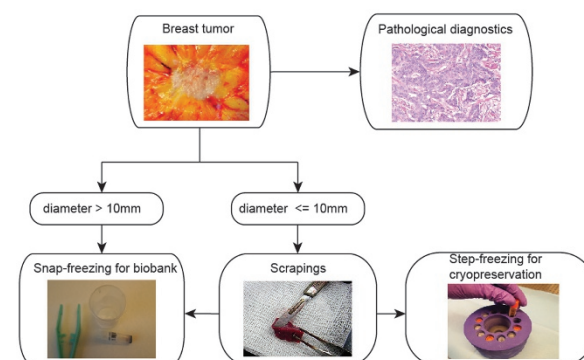 Breast tumor
Pathological diagnostics
diameter > 10mm
diameter <= 10mm
Snap-freezing for biobank
Scrapings
Step-freezing for
cryopreservation